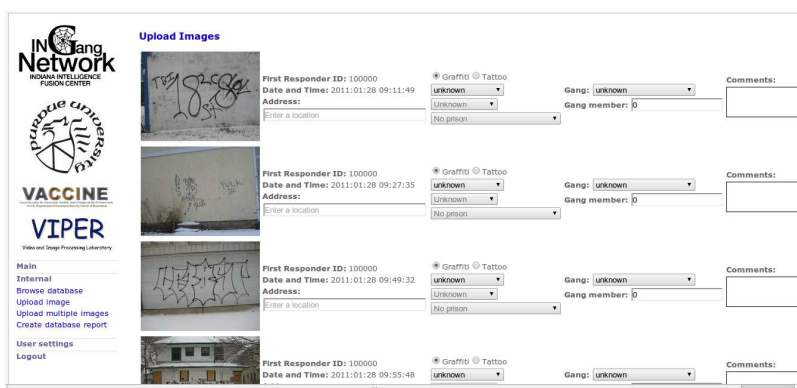 INGang
Network
INDIANA INTELLIGENCE
FUSION CENTER
PURDUE UNIVERSITY
VACCINE
VIPER
Video and Image Processing Laboratory
Main
Internal
Browse database
Upload image
Upload multiple images
Create database report
User settings
Logout
Upload Images
First Responder ID: 100000
Date and Time: 2011:01:28 09:11:49
Address:
Enter a location
Graffiti Tattoo
unknown
Unknown
No prison
Gang: unknown
Gang member: 0
Comments:
First Responder ID: 100000
Date and Time: 2011:01:28 09:27:35
Address:
Enter a location
Graffiti Tattoo
unknown
Unknown
No prison
Gang: unknown
Gang member: 0
Comments:
First Responder ID: 100000
Date and Time: 2011:01:28 09:49:32
Address:
Enter a location
Graffiti Tattoo
unknown
Unknown
No prison
Gang: unknown
Gang member: 0
Comments:
First Responder ID: 100000
Date and Time: 2011:01:28 09:55:48
Graffiti Tattoo
unknown
Gang: unknown
Comments: